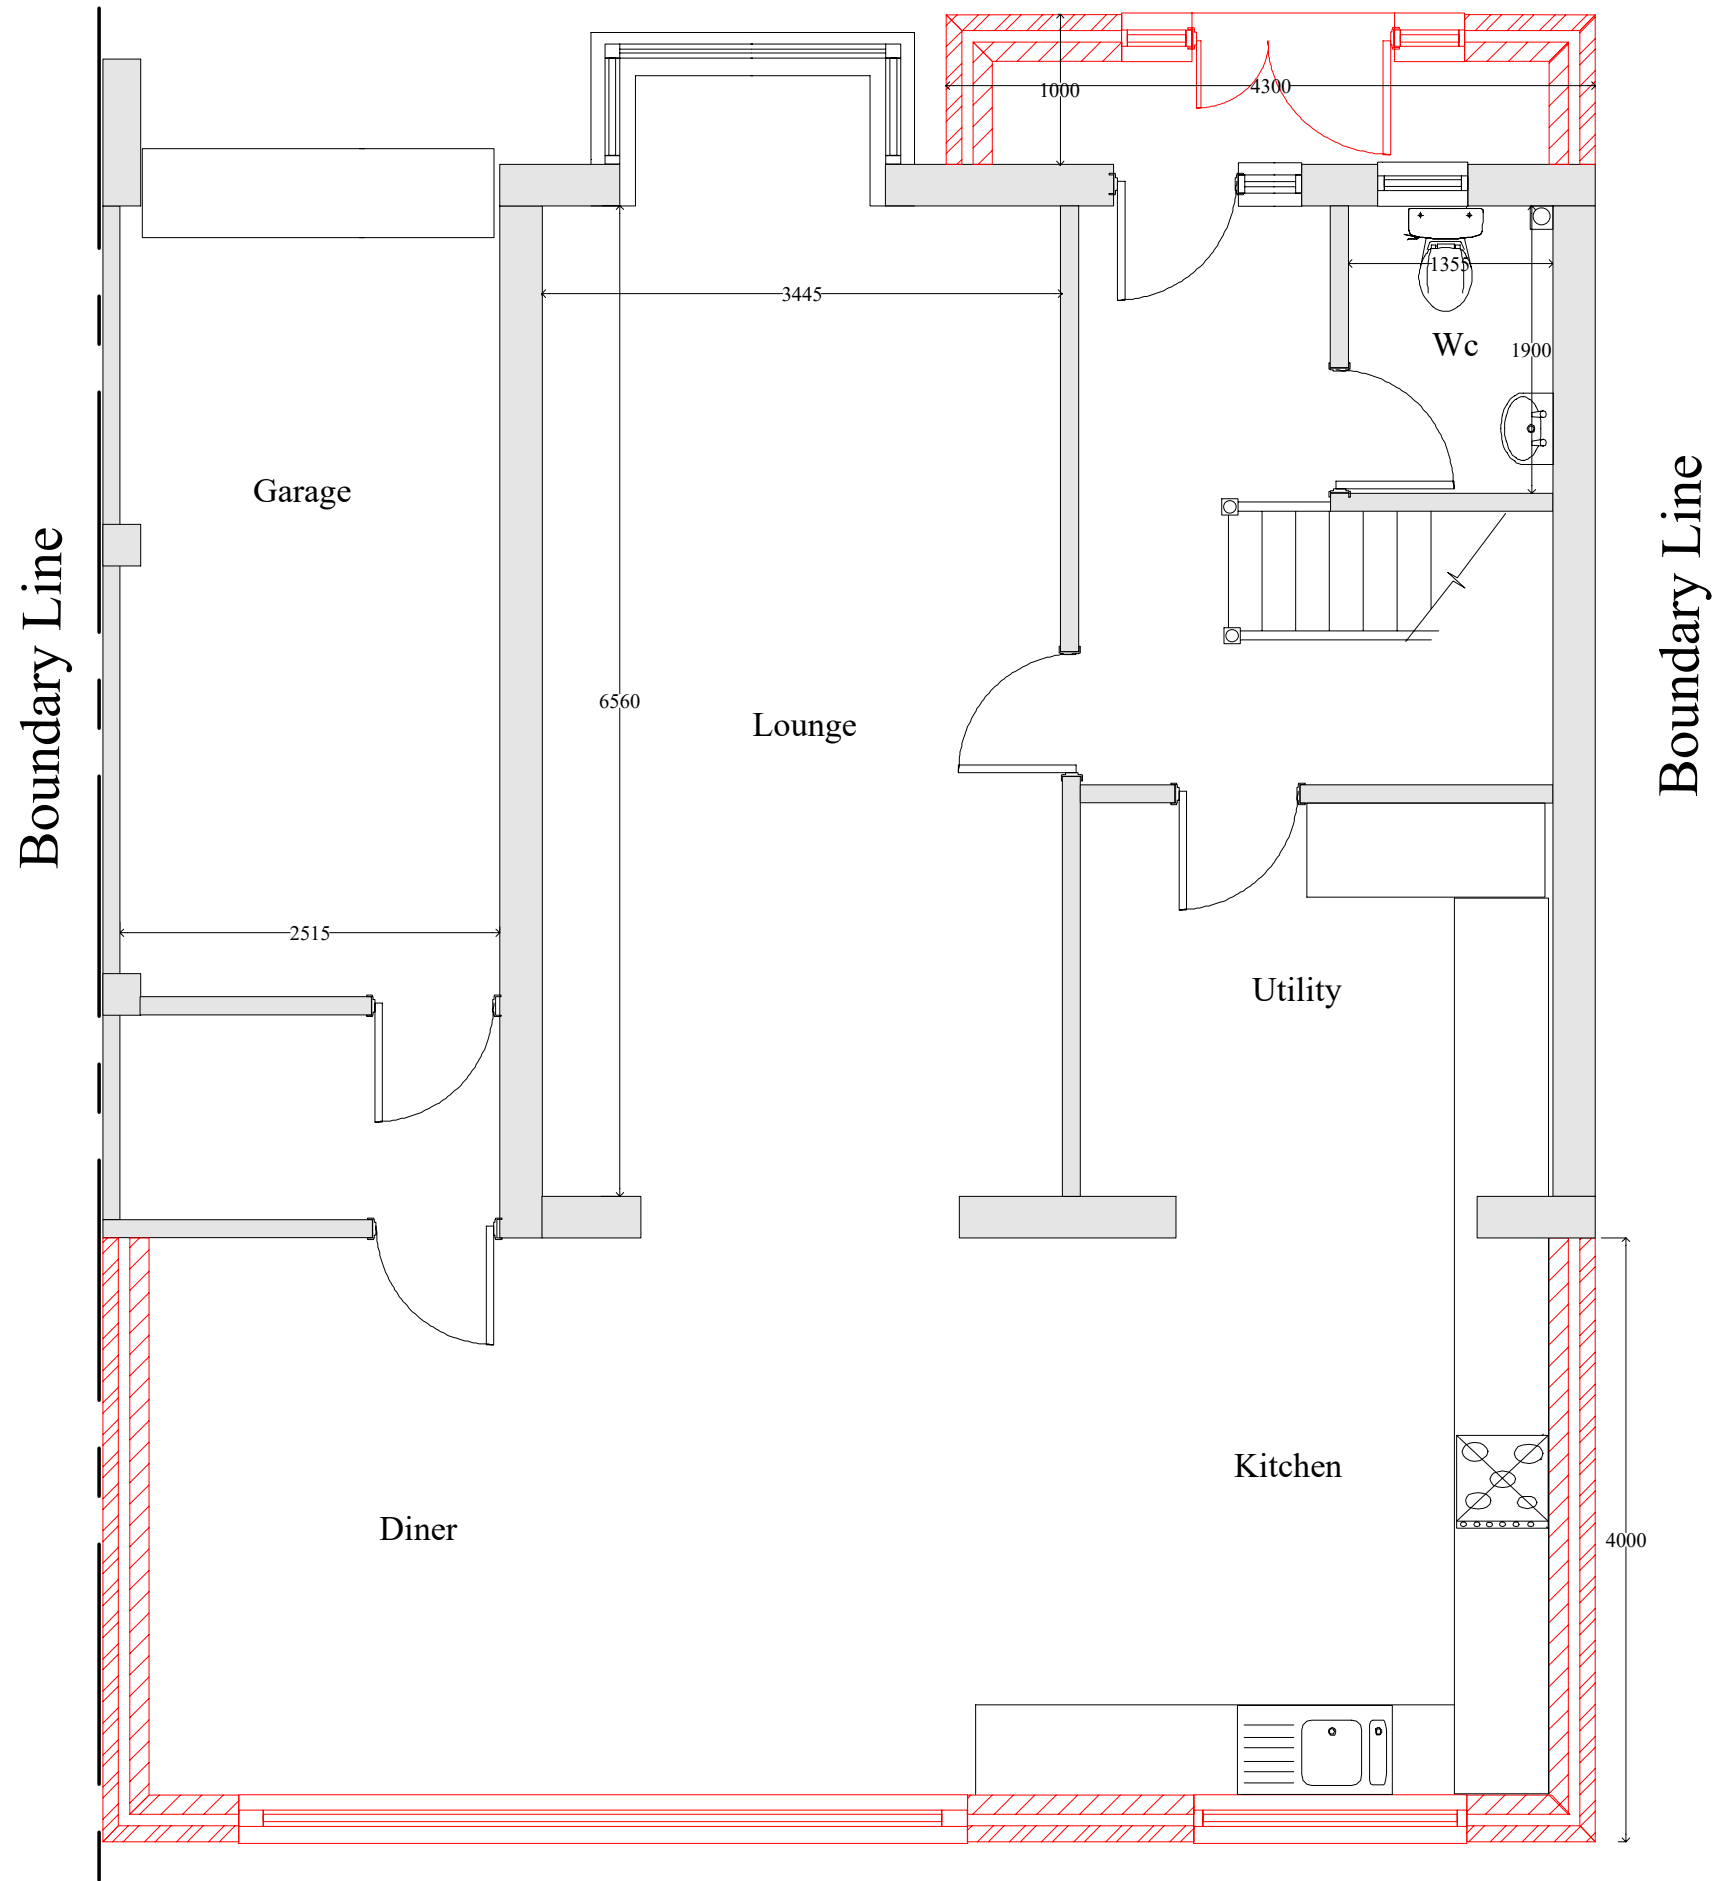 1000
4300
1355
3445
Wc
1900
Garage
Boundary Line
Boundary Line
6560
Lounge
2515
Utility
Kitchen
Diner
4000